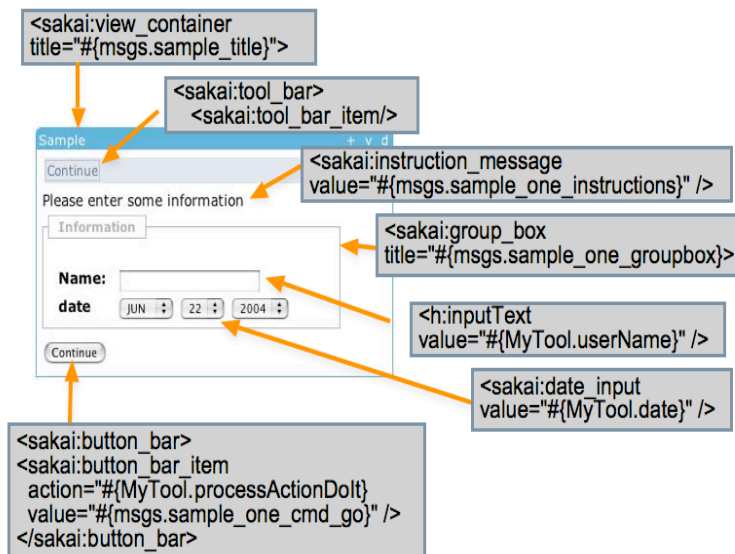 <sakai:view_container
title="#{msgs.sample_title}">
<sakai:tool_bar>
<sakai:tool_bar_item/>
Sample
+ v d
Continue
<sakai:instruction_message
value="#{msgs.sample_one_instructions}" />
Please enter some information
Information
<sakai:group_box
title="#{msgs.sample_one_groupbox}>
Name:
date
JUN
22
2004
<h:inputText
value="#{MyTool.userName}" />
Continue
<sakai:date_input
value="#{MyTool.date}" />
<sakai:button_bar>
<sakai:button_bar_item
action="#{MyTool.processActionDoIt}
value="#{msgs.sample_one_cmd_go}" />
</sakai:button_bar>